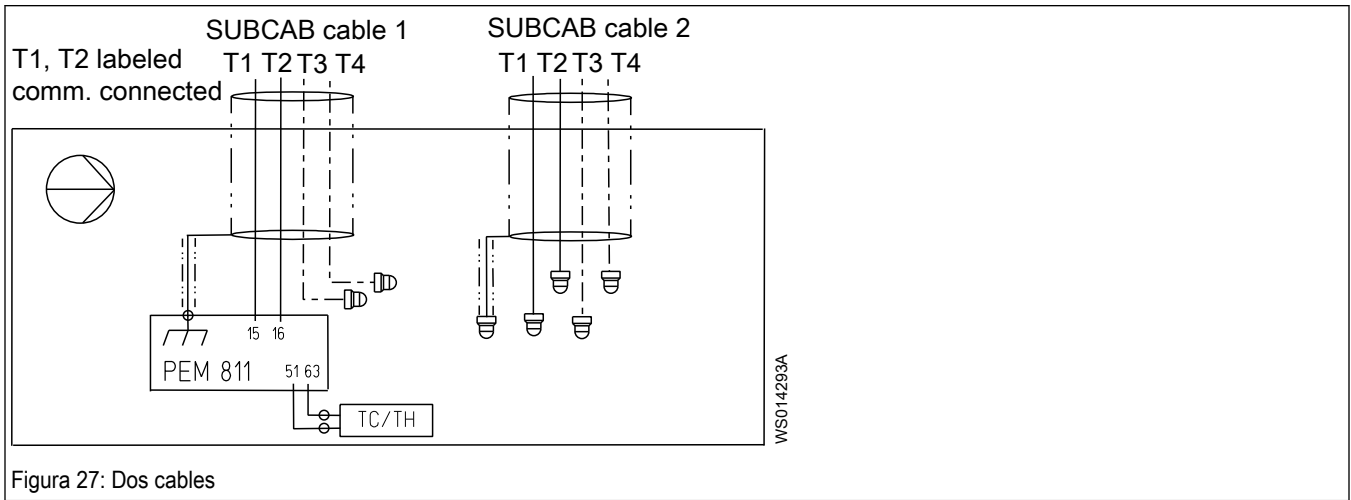 SUBCAB cable 1
SUBCAB cable 2
T1, T2 labeled
comm. connected
T1 T2 T3 T4
T1 T2 T3 T4
15 16
PEM 811
51 63
TC/TH
WS014293A
Figura 27: Dos cables